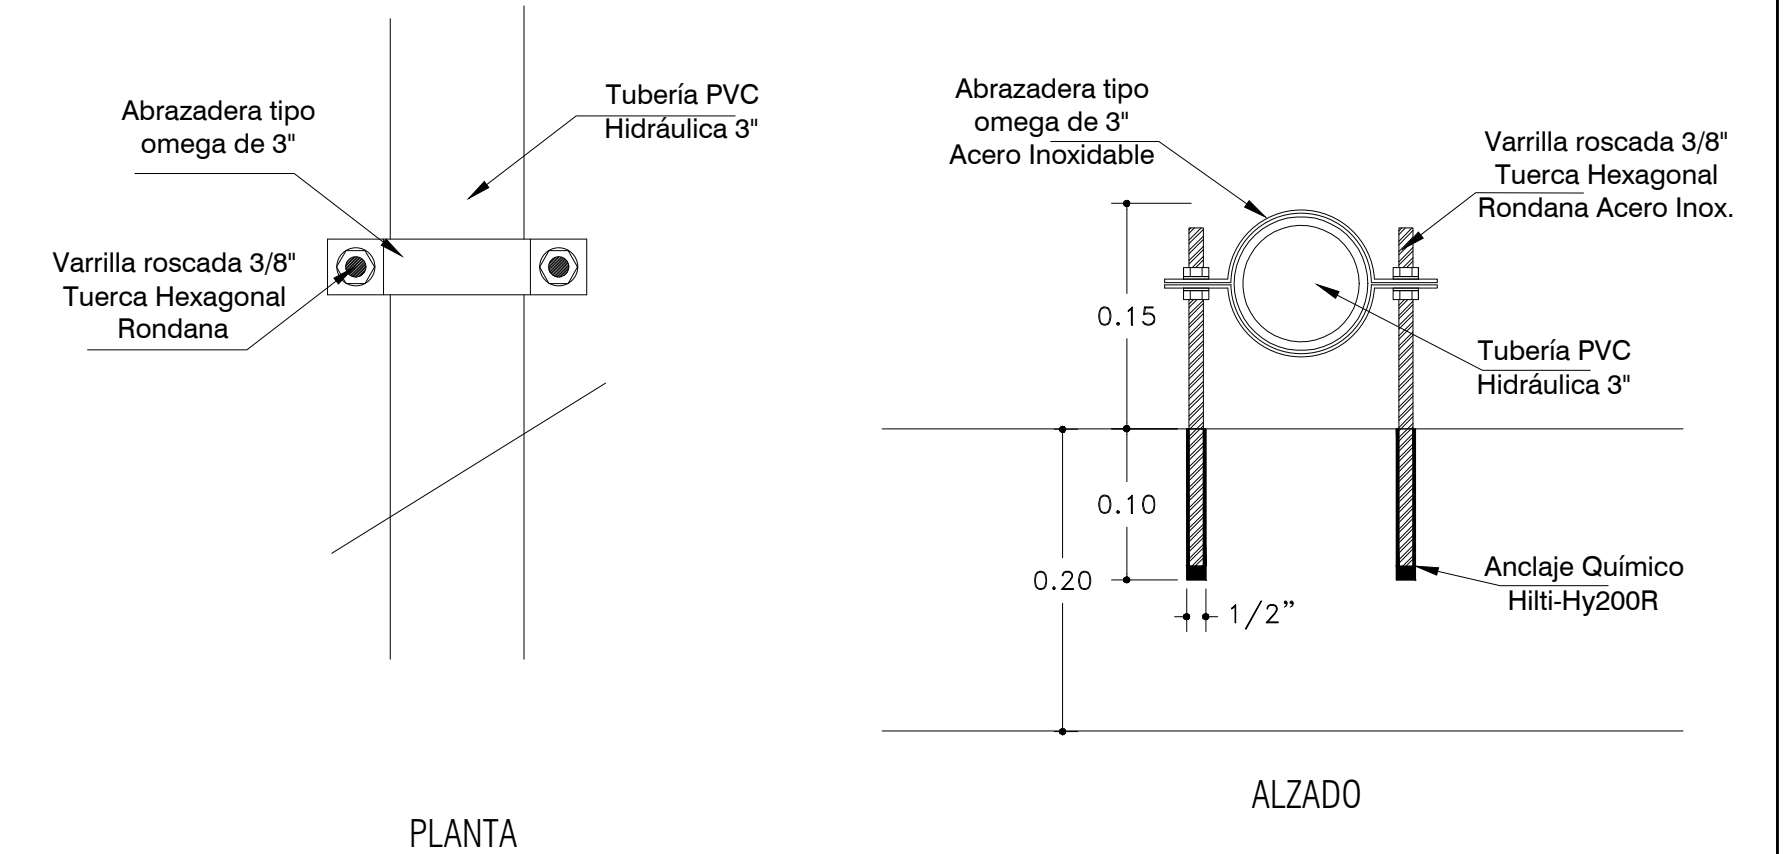 Abrazadera tipo
omega de 3"
Tubería PVC
Hidráulica 3"
Varrilla roscada 3/8"
Tuerca Hexagonal
Rondana
PLANTA
Abrazadera tipo
omega de 3"
Acero Inoxidable
Varrilla roscada 3/8"
Tuerca Hexagonal
Rondana Acero Inox.
0.15
Tubería PVC
Hidráulica 3"
0.10
0.20
1/2”
Anclaje Químico
Hilti-Hy200R
ALZADO